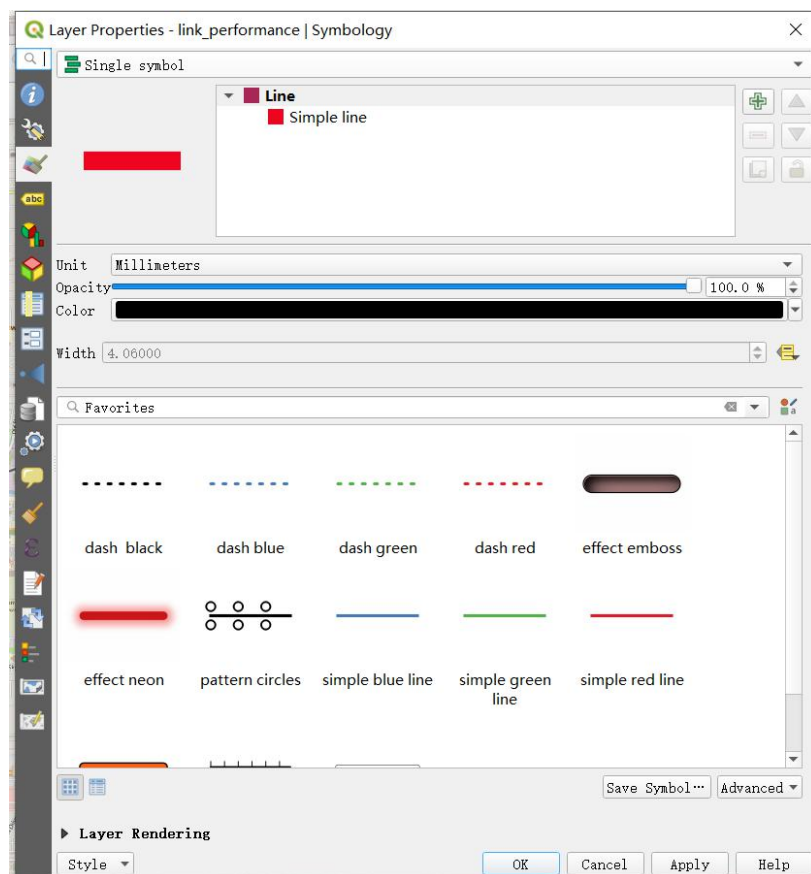 Layer Properties - link_performance | Symbology
Single symbol
Line
Simple line
abc
Unit Millimeters
Opacity 100.0 %
Color
Width 4.06000
Favorites
dash black dash blue dash green dash red effect emboss
effect neon pattern circles simple blue line simple green line simple red line
Save Symbol… Advanced
Layer Rendering
Style OK Cancel Apply Help